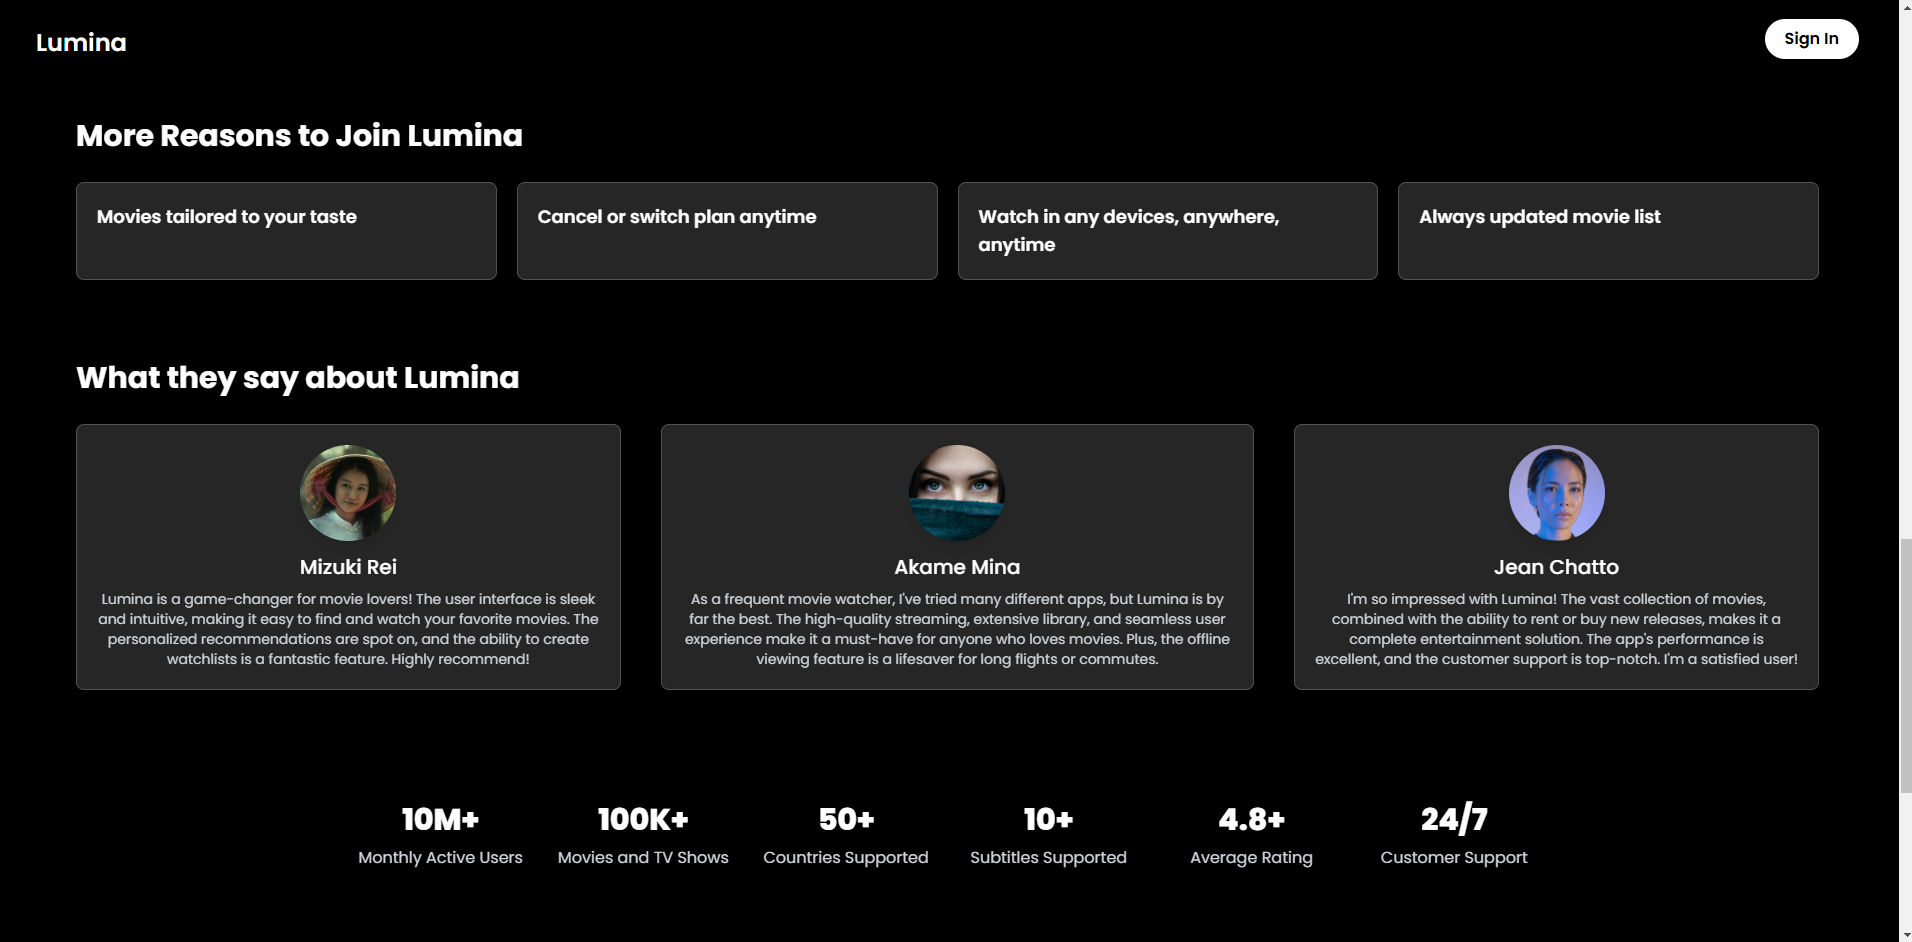 Lumina
Sign In
More Reasons to Join Lumina
Movies tailored to your taste
Cancel or switch plan anytime
Watch in any devices, anywhere,
anytime
Always updated movie list
What they say about Lumina
Mizuki Rei
Lumina is a game-changer for movie lovers! The user interface is sleek
and intuitive, making it easy to find and watch your favorite movies. The
personalized recommendations are spot on, and the ability to create
watchlists is a fantastic feature. Highly recommend!
Akame Mina
As a frequent movie watcher, I've tried many different apps, but Lumina is by
far the best. The high-quality streaming, extensive library, and seamless user
experience make it a must-have for anyone who loves movies. Plus, the offline
viewing feature is a lifesaver for long flights or commutes.
Jean Chatto
I'm so impressed with Lumina! The vast collection of movies,
combined with the ability to rent or buy new releases, makes it a
complete entertainment solution. The app's performance is
excellent, and the customer support is top-notch. I'm a satisfied user!
10M+
Monthly Active Users
100K+
Movies and TV Shows
50+
Countries Supported
10+
Subtitles Supported
4.8+
Average Rating
24/7
Customer Support